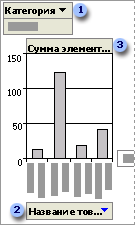 Категория 1
Сумма элемент... 3
150
100
50
0
2 Название тов...